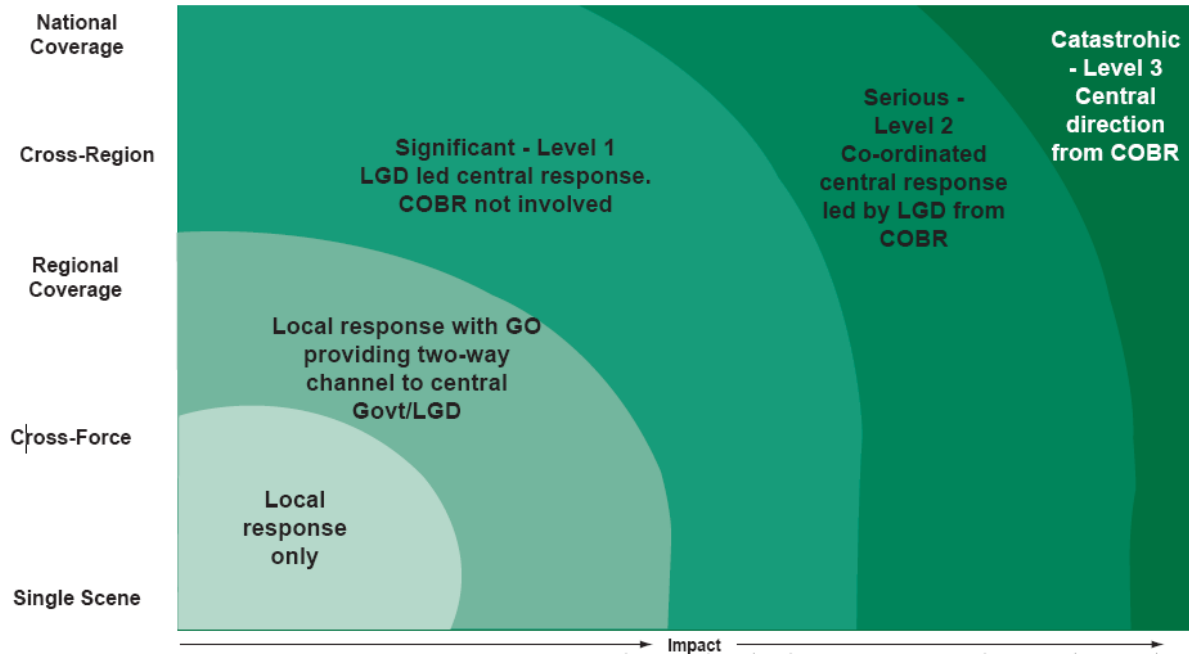 National
Coverage
Cross-Region
Regional
Coverage
Cross-Force
Single Scene
Catastrohic
- Level 3
Central
direction
from COBR
Serious -
Level 2
Co-ordinated
central response
led by LGD from
COBR
Significant - Level 1
LGD led central response.
COBR not involved
Local response with GO
providing two-way
channel to central
Govt/LGD
Local
response
only
Impact